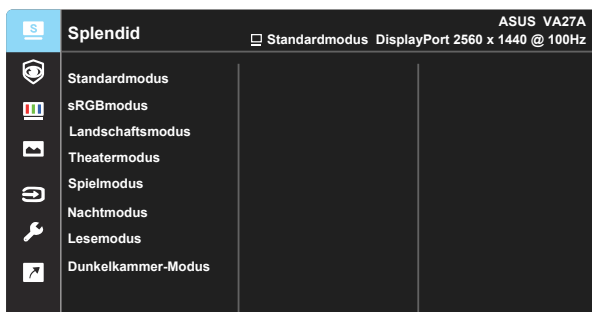 S
Splendid
ASUS VA27A
Standardmodus DisplayPort 2560 x 1440 @ 100Hz
Standardmodus
sRGBmodus
Landschaftsmodus
Theatermodus
Spielmodus
Nachtmodus
Lesemodus
Dunkelkammer-Modus